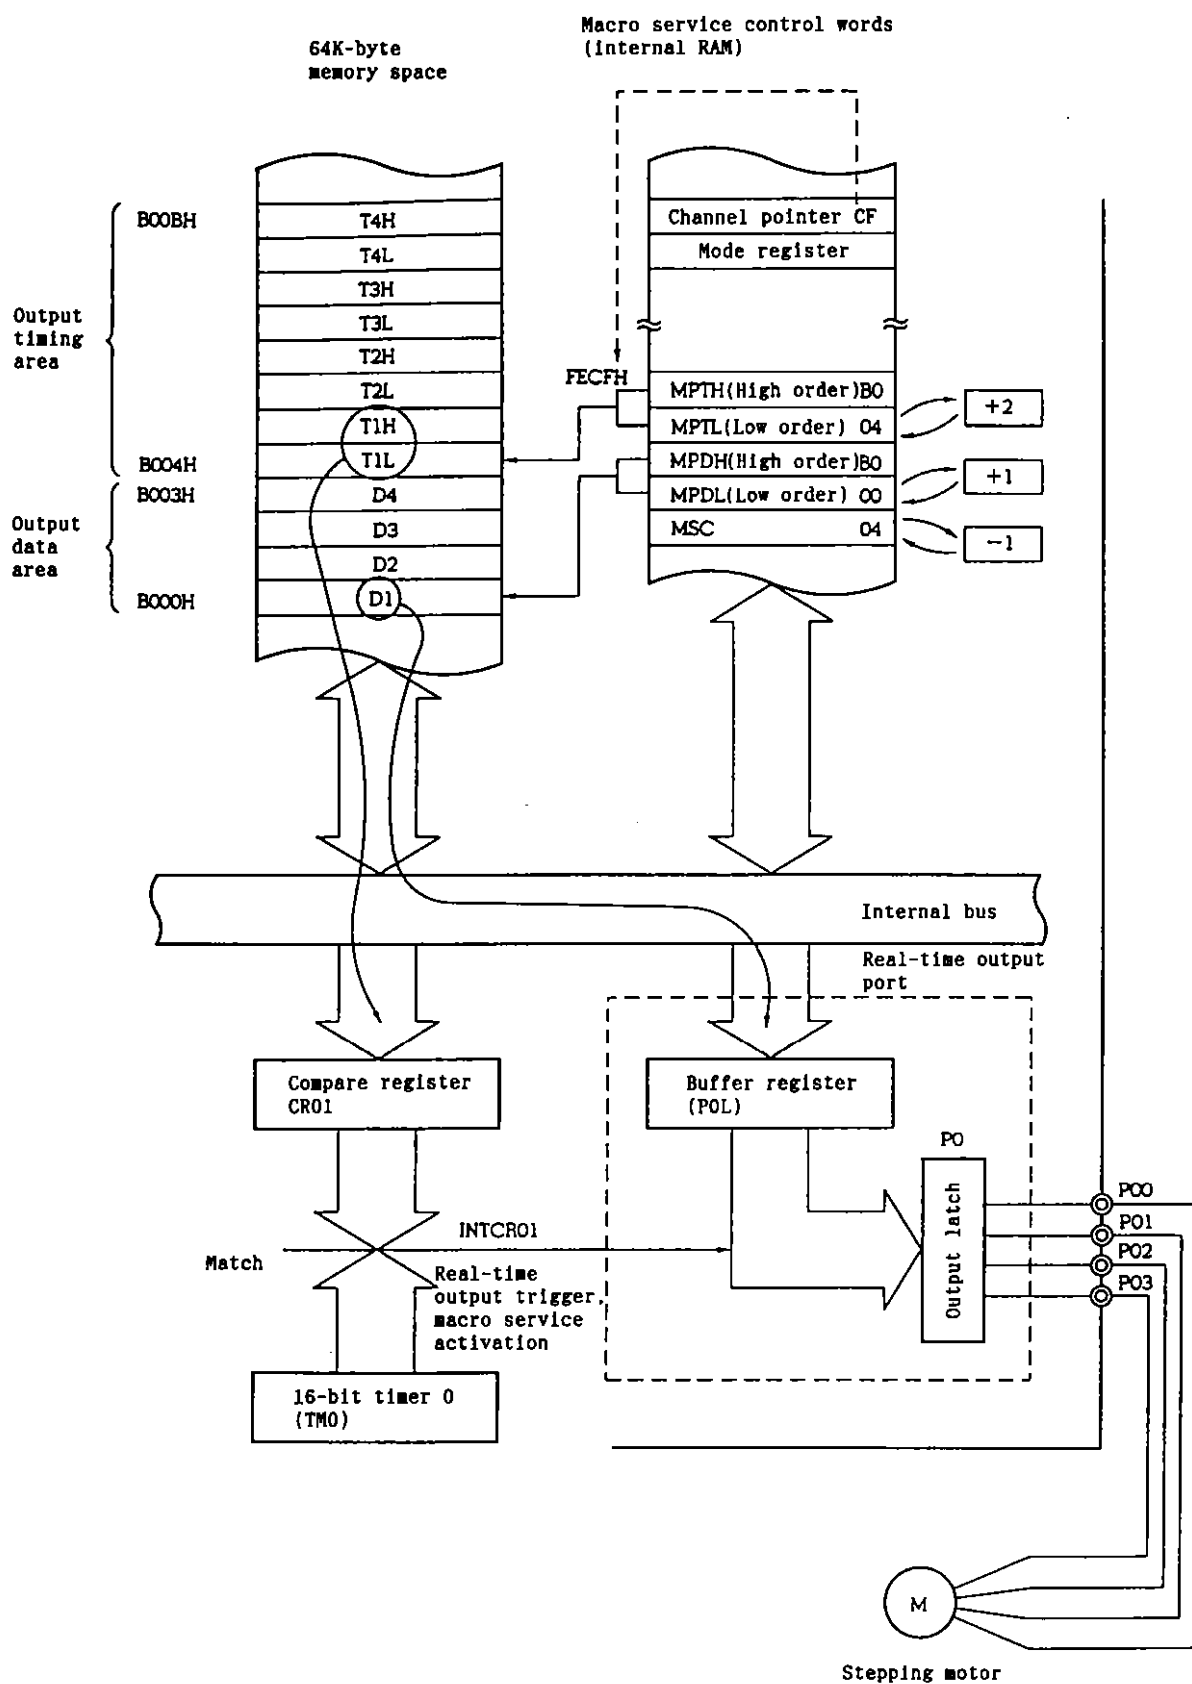 Macro service control words
(internal RAM)
64K-byte
memory space
B00BH
T4H
Channel pointer CF
T4L
Mode register
T3H
Output
timing
area
T3L
T2H
FECFH
T2L
MPTH(High order)B0
+2
T1H
MPTL(Low order) 04
B004H
T1L
MPDH(High order)B0
+1
B003H
D4
MPDL(Low order) 00
Output
data
area
D3
MSC 04
-1
D2
B000H
D1
Internal bus
Real-time output
port
Compare register
CR01
Buffer register
(P0L)
P0
Output latch
P00
P01
P02
P03
INTCR01
Match
Real-time
output trigger,
macro service
activation
16-bit timer 0
(TM0)
M
Stepping motor